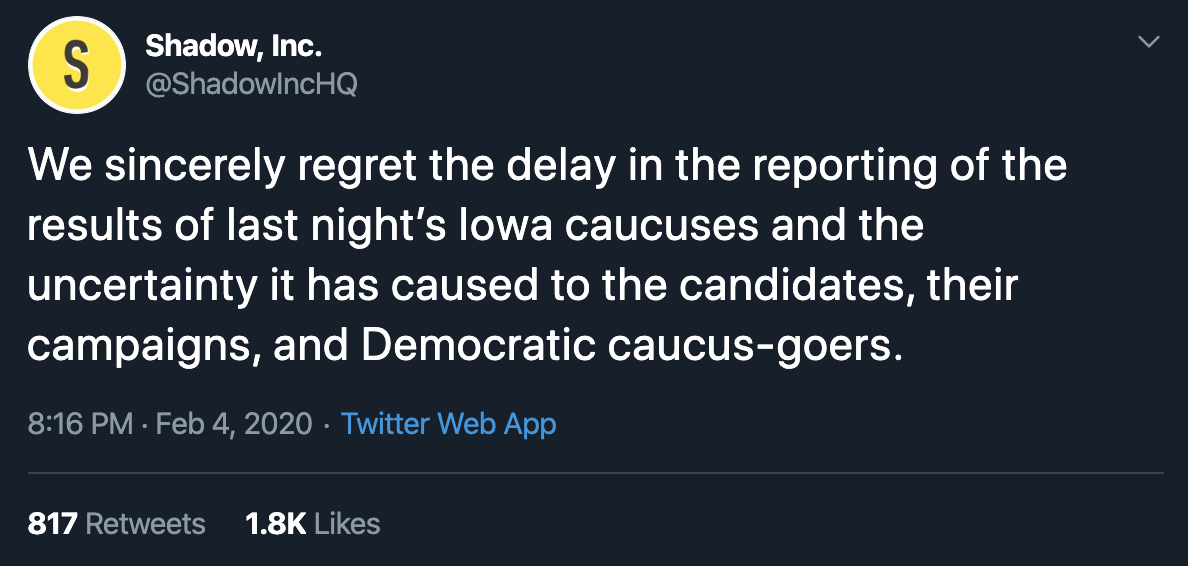 S
Shadow, Inc.
@ShadowIncHQ
We sincerely regret the delay in the reporting of the
results of last night’s Iowa caucuses and the
uncertainty it has caused to the candidates, their
campaigns, and Democratic caucus-goers.
8:16 PM · Feb 4, 2020 · Twitter Web App
817 Retweets 1.8K Likes